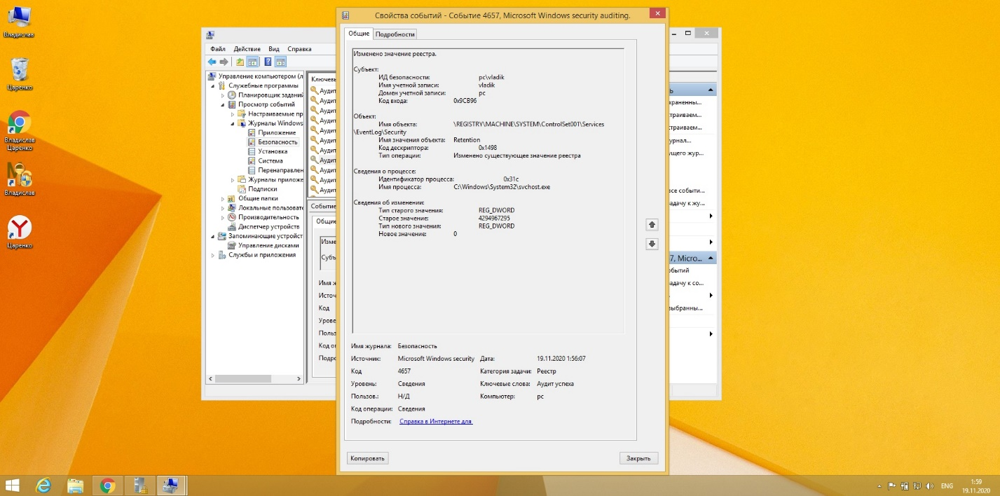 Владислав
Царенко
Владислав
Царенко
Владислав
Царенко
Файл Действие Вид Справка
Управление компьютером (л
Служебные программы
Планировщик заданий
Просмотр событий
Настраиваемые пр
Журналы Windows
Приложение
Безопасность
Установка
Система
Перенаправлен
Журналы приложе
Подписки
Общие папки
Локальные пользовате
Производительность
Диспетчер устройств
Запоминающие устройст
Управление дисками
Службы и приложения
Ключевы
Аудит
Аудит
Аудит
Аудит
Аудит
Аудит
Аудит
Аудит
Аудит
Аудит
Аудит
Событие
Общие
Изме
Субъ
Имя ж
Источ
Код
Урове
Польз
Код оп
Подро
Свойства событий - Событие 4657, Microsoft Windows security auditing.
Общие Подробности
Изменено значение реестра.
Субъект:
ИД безопасности: pc\vladik
Имя учетной записи: vladik
Домен учетной записи: pc
Код входа: 0x9CB96
Объект:
Имя объекта: \REGISTRY\MACHINE\SYSTEM\ControlSet001\Services
\EventLog\Security
Имя значения объекта: Retention
Код дескриптора: 0x1498
Тип операции: Изменено существующее значение реестра
Сведения о процессе:
Идентификатор процесса: 0x31c
Имя процесса: C:\Windows\System32\svchost.exe
Сведения об изменении:
Тип старого значения: REG_DWORD
Старое значение: 4294967295
Тип нового значения: REG_DWORD
Новое значение: 0
Имя журнала: Безопасность
Источник: Microsoft Windows security Дата: 19.11.2020 1:56:07
Код 4657 Категория задачи: Реестр
Уровень: Сведения Ключевые слова: Аудит успеха
Пользов.: Н/Д Компьютер: pc
Код операции: Сведения
Подробности: Справка в Интернете для
Копировать Закрыть
ь
храненны...
траиваем...
траиваем...
урнал...
ущего жур...
все событи...
задачу к жу...
7, Micro...
обытий
адачу к со...
выбранны...
ENG
1:59
19.11.2020